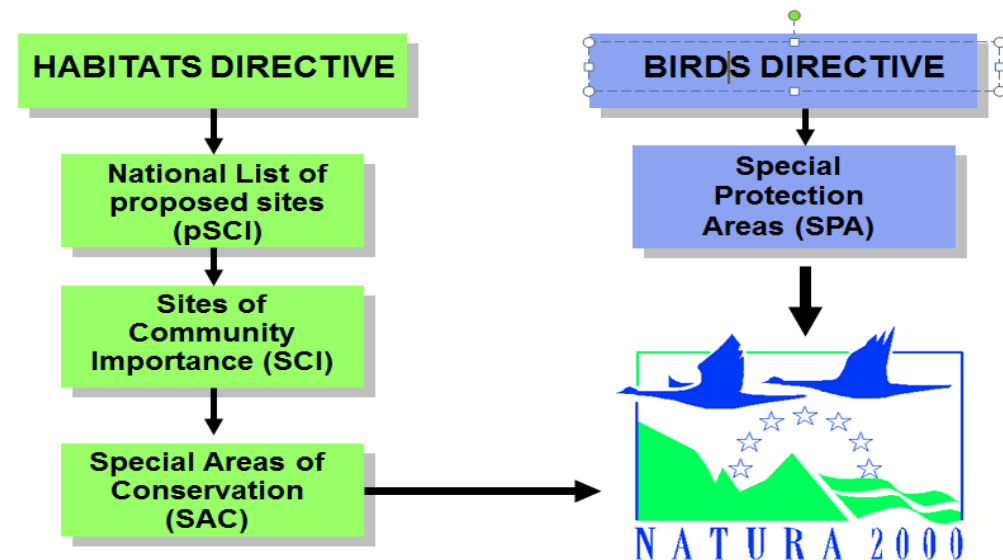 HABITATS DIRECTIVE
National List of
proposed sites
(pSCI)
Sites of
Community
Importance (SCI)
Special Areas of
Conservation
(SAC)
BIRDS DIRECTIVE
Special
Protection
Areas (SPA)
NATURA 2000